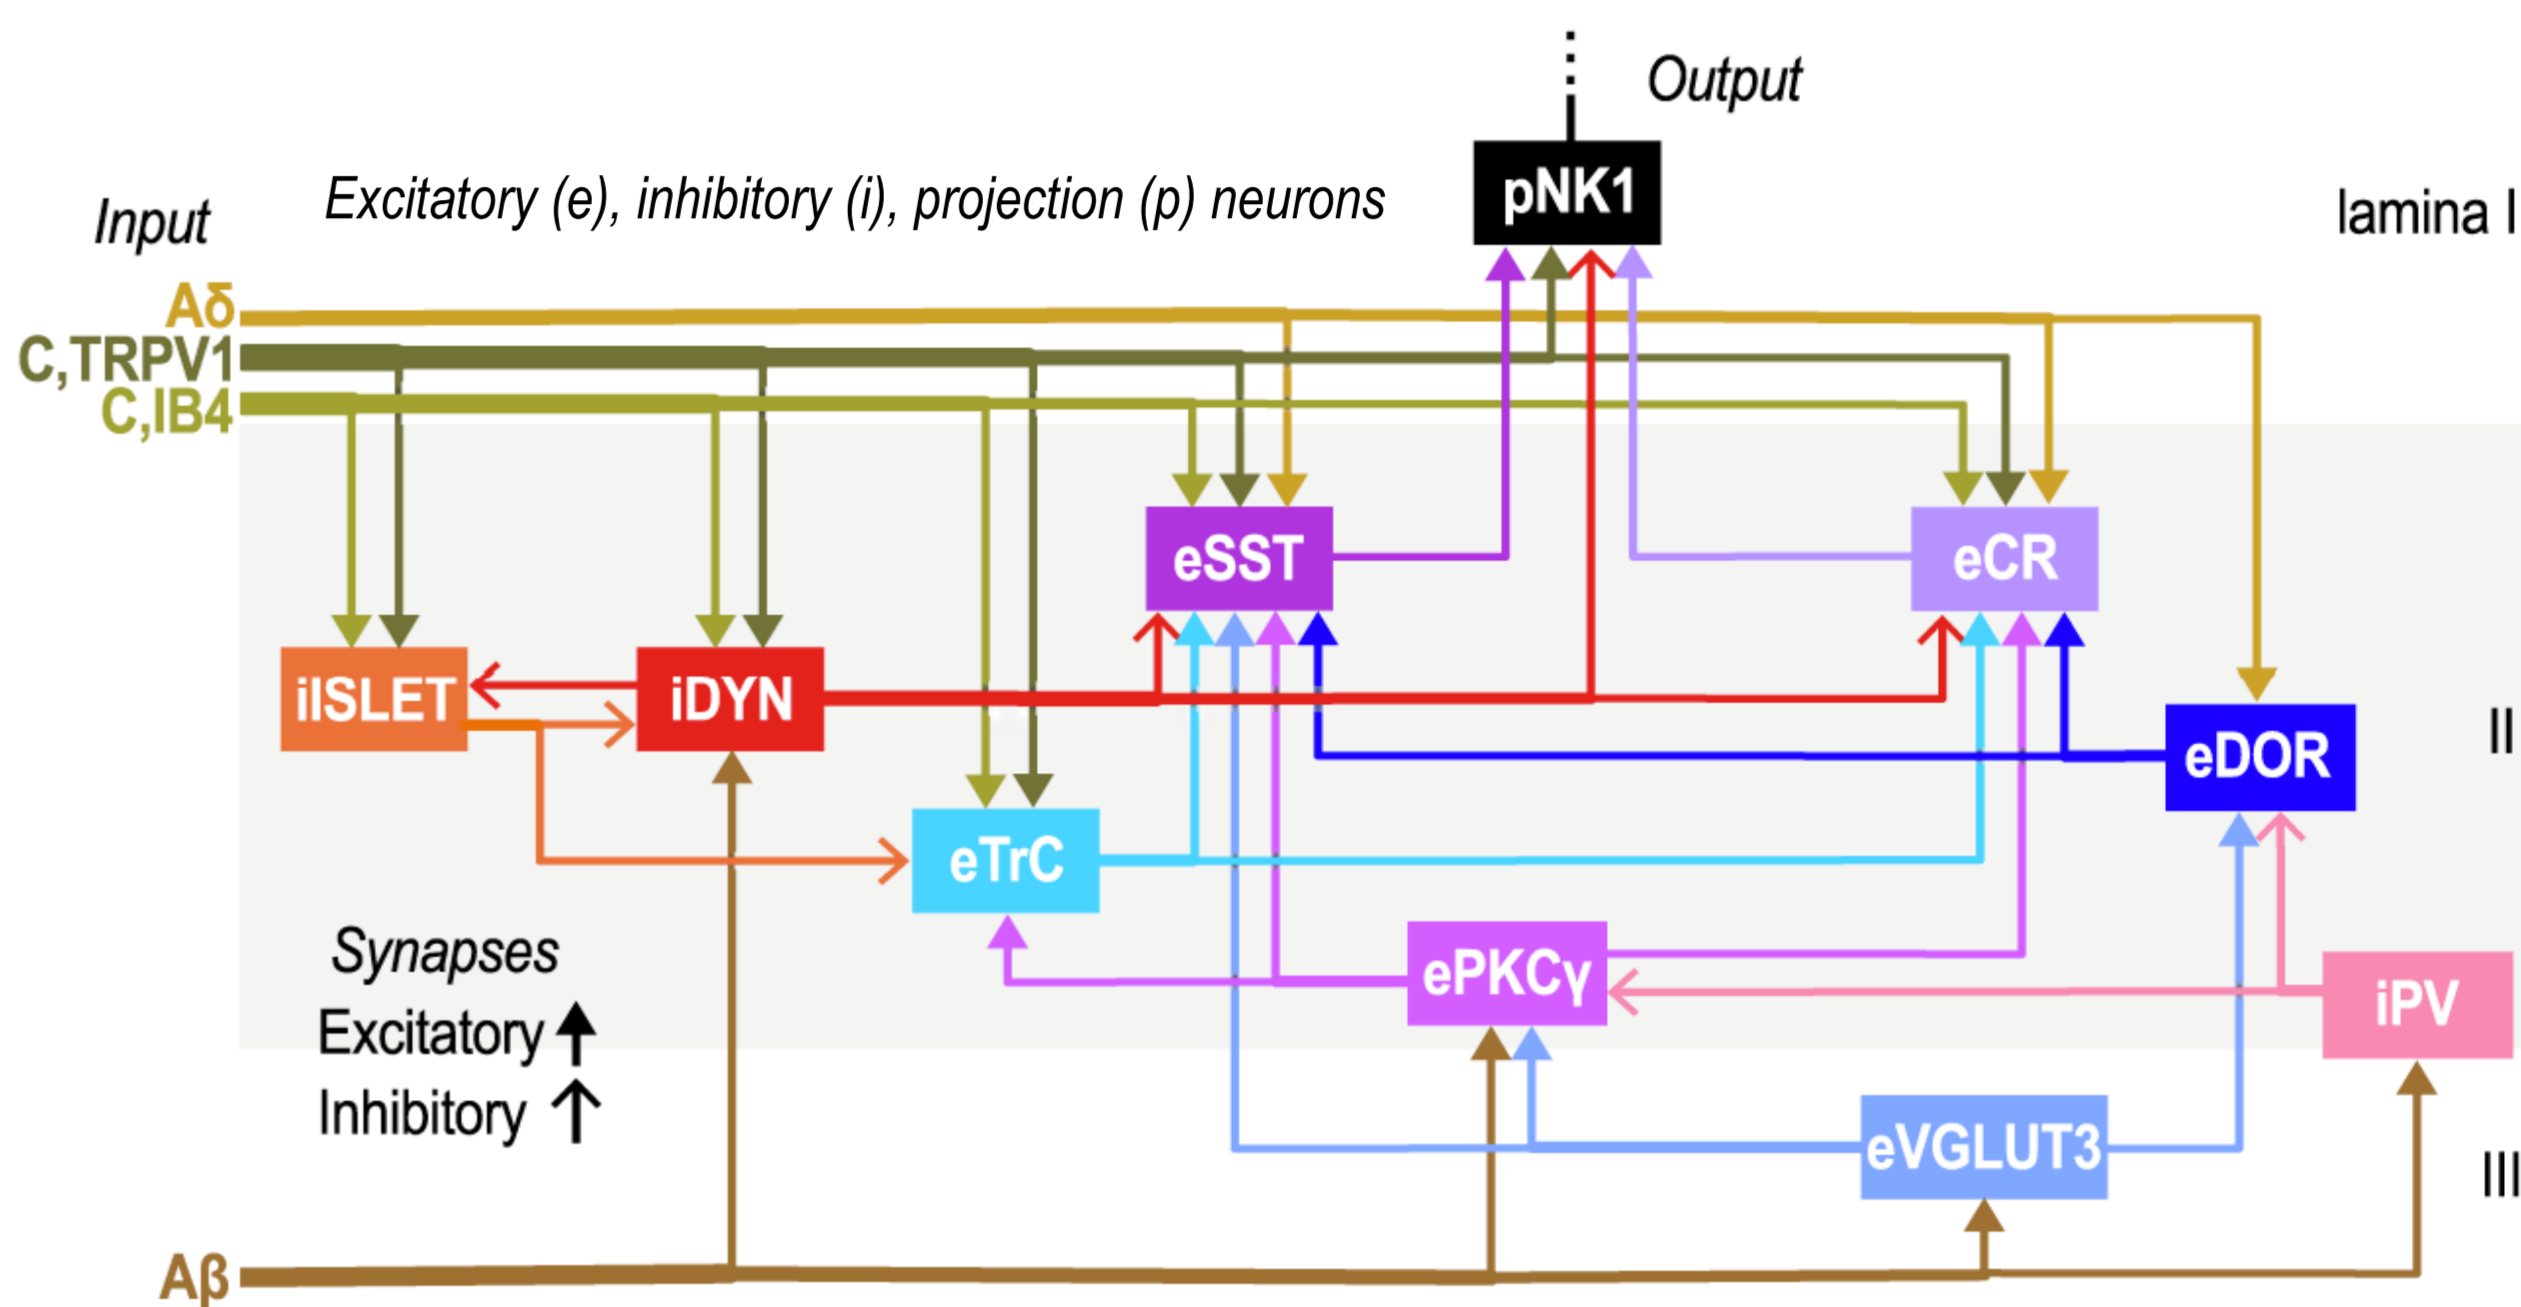 Output
pNK1
Excitatory (e), inhibitory (i), projection (p) neurons
lamina I
Input
Aδ
C,TRPV1
C,IB4
eSST
eCR
iISLET
iDYN
eDOR
II
eTrC
Synapses
Excitatory
Inhibitory
ePKCγ
iPV
eVGLUT3
III
Aβ